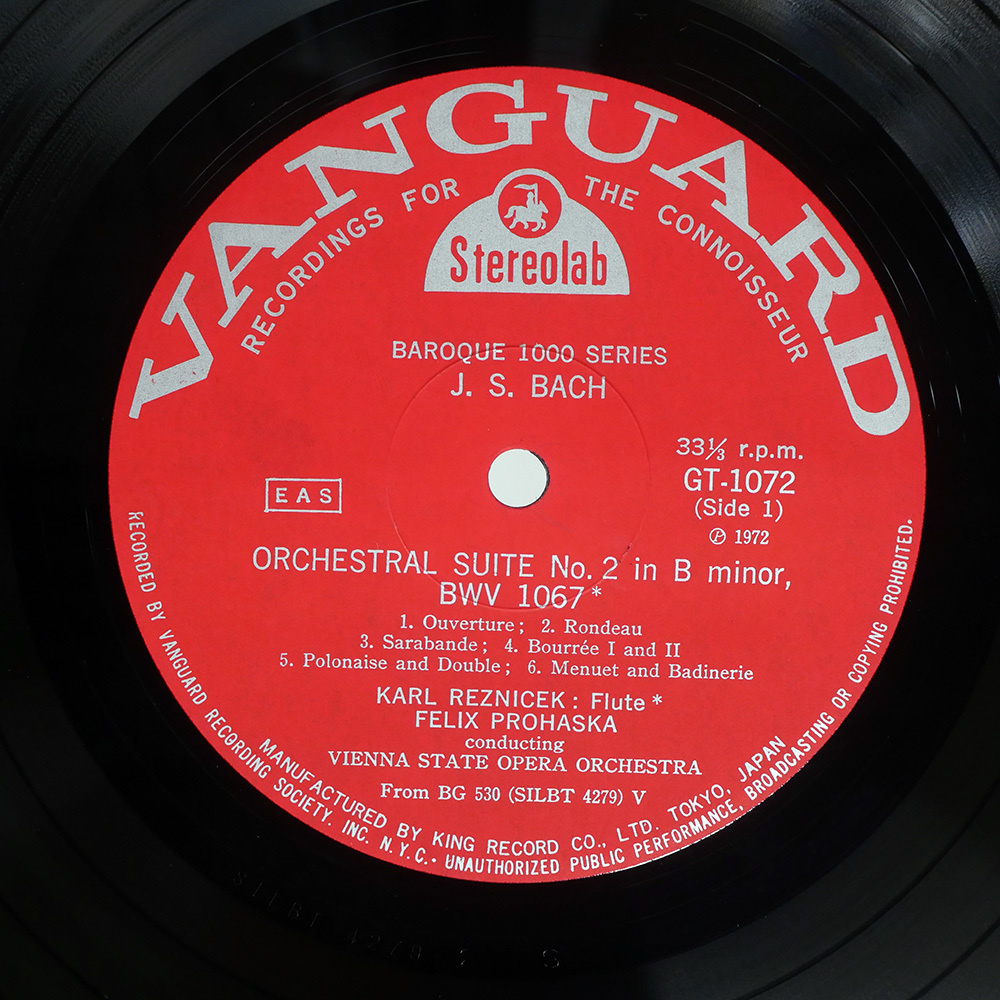 VANGUARD
RECORDINGS FOR THE CONNOISSEUR
Stereolab
BAROQUE 1000 SERIES
J. S. BACH
33⅓ r.p.m.
GT-1072
(Side 1)
℗ 1972
EAS
ORCHESTRAL SUITE No. 2 in B minor,
BWV 1067*
1. Ouverture; 2. Rondeau
3. Sarabande; 4. Bourrée I and II
5. Polonaise and Double; 6. Menuet and Badinerie
KARL REZNICEK: Flute*
FELIX PROHASKA
conducting
VIENNA STATE OPERA ORCHESTRA
From BG 530 (SILBT 4279) V
MANUFACTURED BY KING RECORD CO., LTD. TOKYO, JAPAN
RECORDED BY VANGUARD RECORDING SOCIETY. INC. N.Y.C. • UNAUTHORIZED PUBLIC PERFORMANCE, BROADCASTING OR COPYING PROHIBITED.